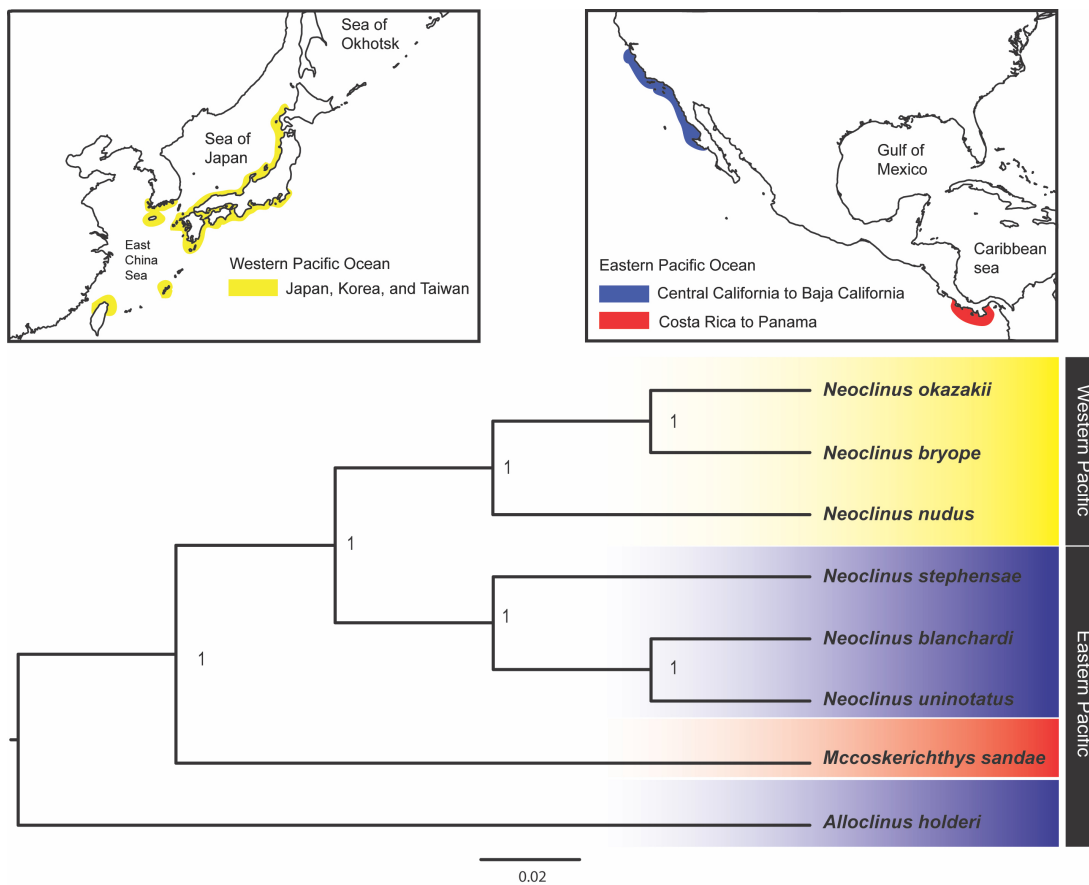 Sea of
Okhotsk
Sea of
Japan
East
China
Sea
Western Pacific Ocean
Japan, Korea, and Taiwan
Gulf of
Mexico
Caribbean
sea
Eastern Pacific Ocean
Central California to Baja California
Costa Rica to Panama
Neoclinus okazakii
1
Neoclinus bryope
1
Neoclinus nudus
Western Pacific
1
Neoclinus stephensae
1
Neoclinus blanchardi
1
1
Neoclinus uninotatus
Mccoskerichthys sandae
Alloclinus holderi
Eastern Pacific
0.02